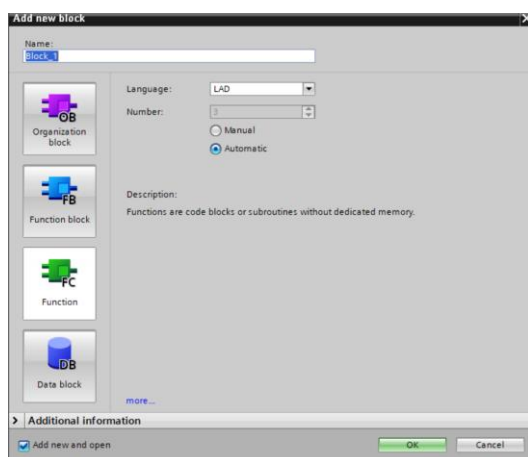 Add new block
Name:
Block_1
OB
Organization
block
FB
Function block
FC
Function
DB
Data block
Language:
LAD
Number:
3
Manual
Automatic
Description:
Functions are code blocks or subroutines without dedicated memory.
more...
Additional information
Add new and open
OK
Cancel